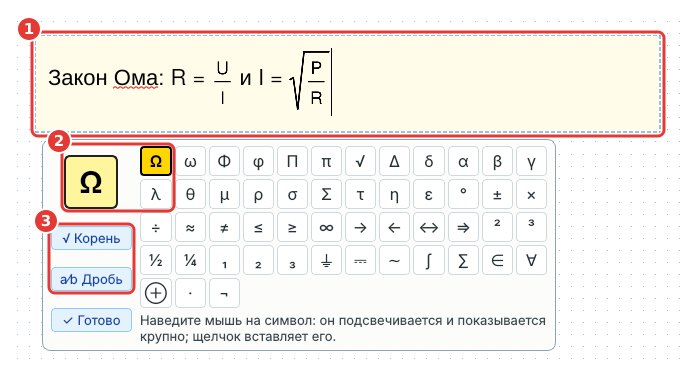 1
Закон Ома: R = U/I и I = √P/R
2
Ω
Ω ω Φ φ Π π √ Δ δ α β γ
λ θ μ ρ σ Σ τ η ε ° ± ×
3
√ Корень
÷ ≈ ≠ ≤ ≥ ∞ → ← ↔ ⇒ ² ³
a⁄b Дробь
½ ¼ ₁ ₂ ₃ ⏚ ⎓ ∼ ∫ ∑ ∈ ∀
⊕ · ¬
✓ Готово
Наведите мышь на символ: он подсвечивается и показывается
крупно; щелчок вставляет его.